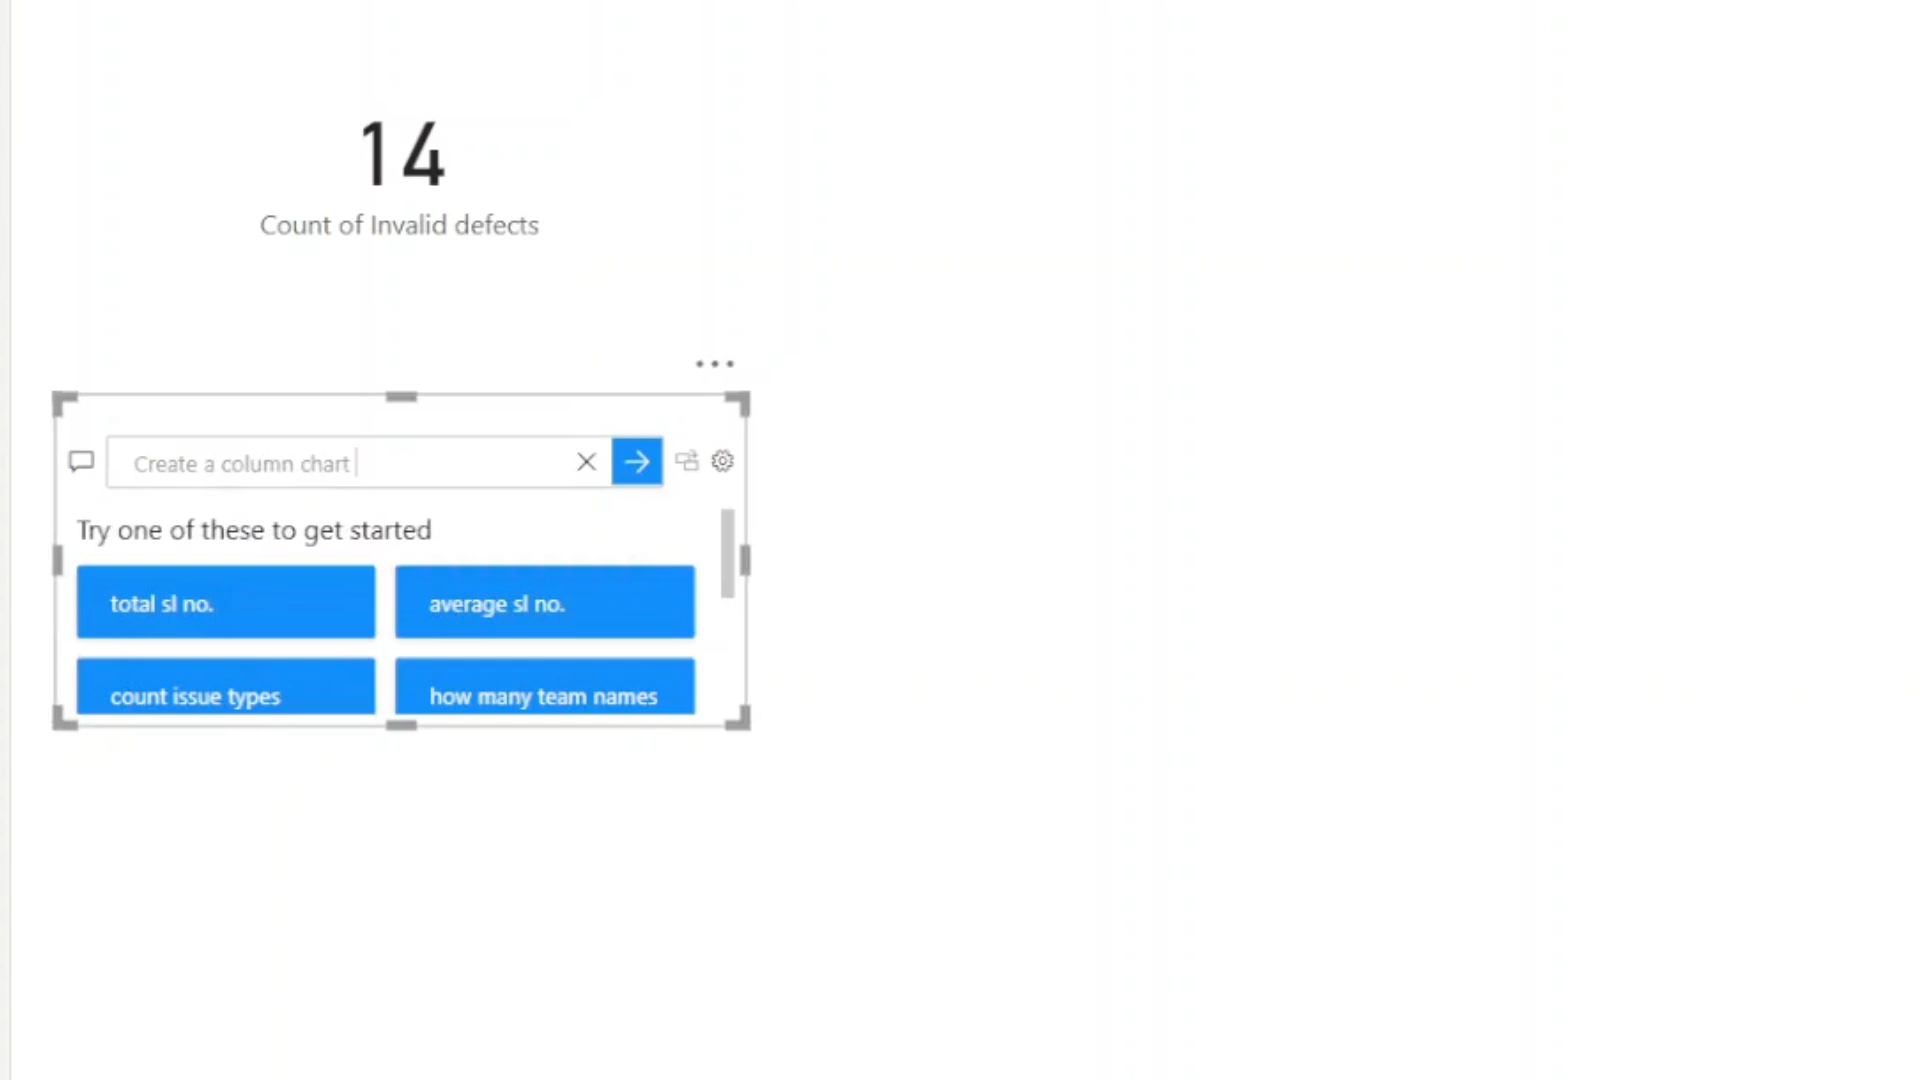 14
Count of Invalid defects
Create a column chart
Try one of these to get started
total sl no.
average sl no.
count issue types
how many team names